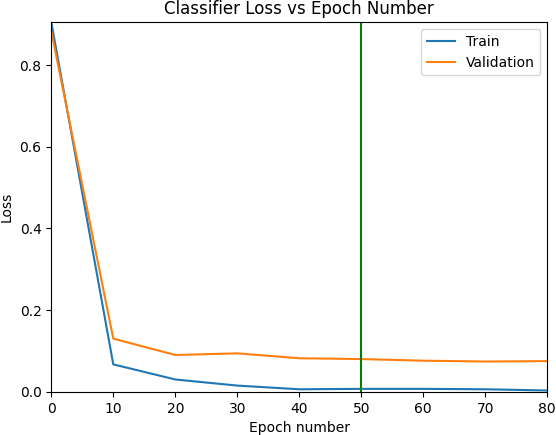 Classifier Loss vs Epoch Number
Train
Validation
Loss
0.8
0.6
0.4
0.2
0.0
0 10 20 30 40 50 60 70 80
Epoch number